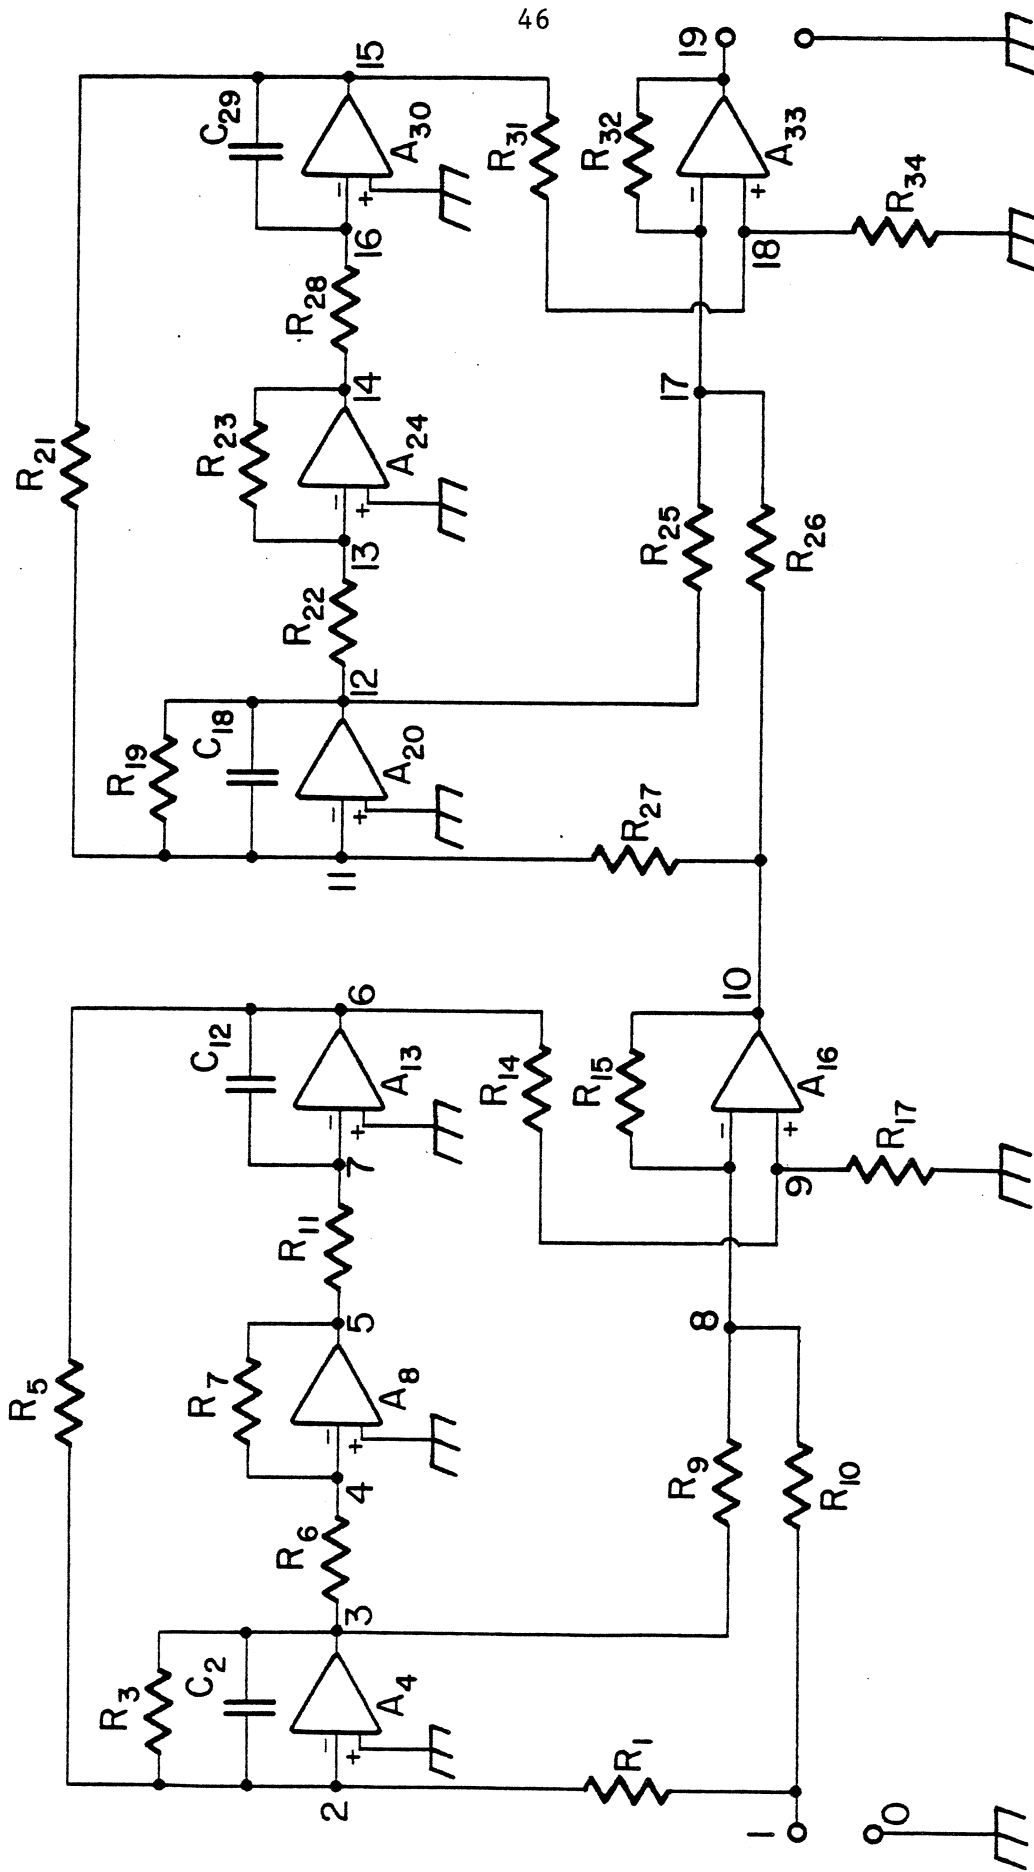 46
R5
R21
R3
C2
R7
C12
R19
C18
R23
C29
2
− +
A4
3
R6
4
− +
A8
5
R11
7
− +
A13
6
11
− +
A20
12
R22
13
− +
A24
14
R28
16
− +
A30
15
R1
R14
R27
R31
R9
R10
8
R15
− +
A16
9
10
R17
R25
R26
17
R32
− +
A33
18
19
R34
1
0